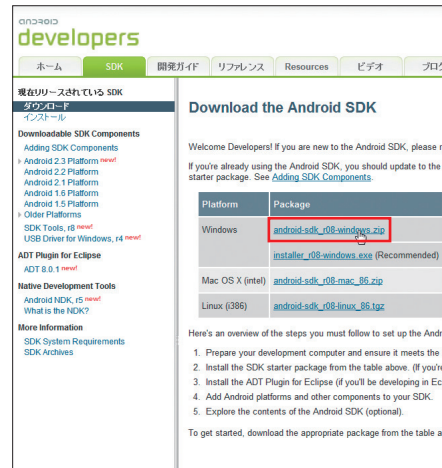 android
developers
ホーム
SDK
開発ガイド
リファレンス
Resources
ビデオ
ブログ
現在リリースされている SDK
ダウンロード
インストール
Downloadable SDK Components
Adding SDK Components
Android 2.3 Platform new!
Android 2.2 Platform
Android 2.1 Platform
Android 1.6 Platform
Android 1.5 Platform
Older Platforms
SDK Tools, r8 new!
USB Driver for Windows, r4 new!
ADT Plugin for Eclipse
ADT 8.0.1 new!
Native Development Tools
Android NDK, r5 new!
What is the NDK?
More Information
SDK System Requirements
SDK Archives
Download the Android SDK
Welcome Developers! If you are new to the Android SDK, please r
If you're already using the Android SDK, you should update to the
starter package. See Adding SDK Components.
Platform Package
Windows android-sdk_r08-windows.zip
installer_r08-windows.exe (Recommended)
Mac OS X (intel) android-sdk_r08-mac_86.zip
Linux (i386) android-sdk_r08-linux_86.tgz
Here's an overview of the steps you must follow to set up the Andr
1. Prepare your development computer and ensure it meets the
2. Install the SDK starter package from the table above. (If you're
3. Install the ADT Plugin for Eclipse (if you'll be developing in Ec
4. Add Android platforms and other components to your SDK.
5. Explore the contents of the Android SDK (optional).
To get started, download the appropriate package from the table a